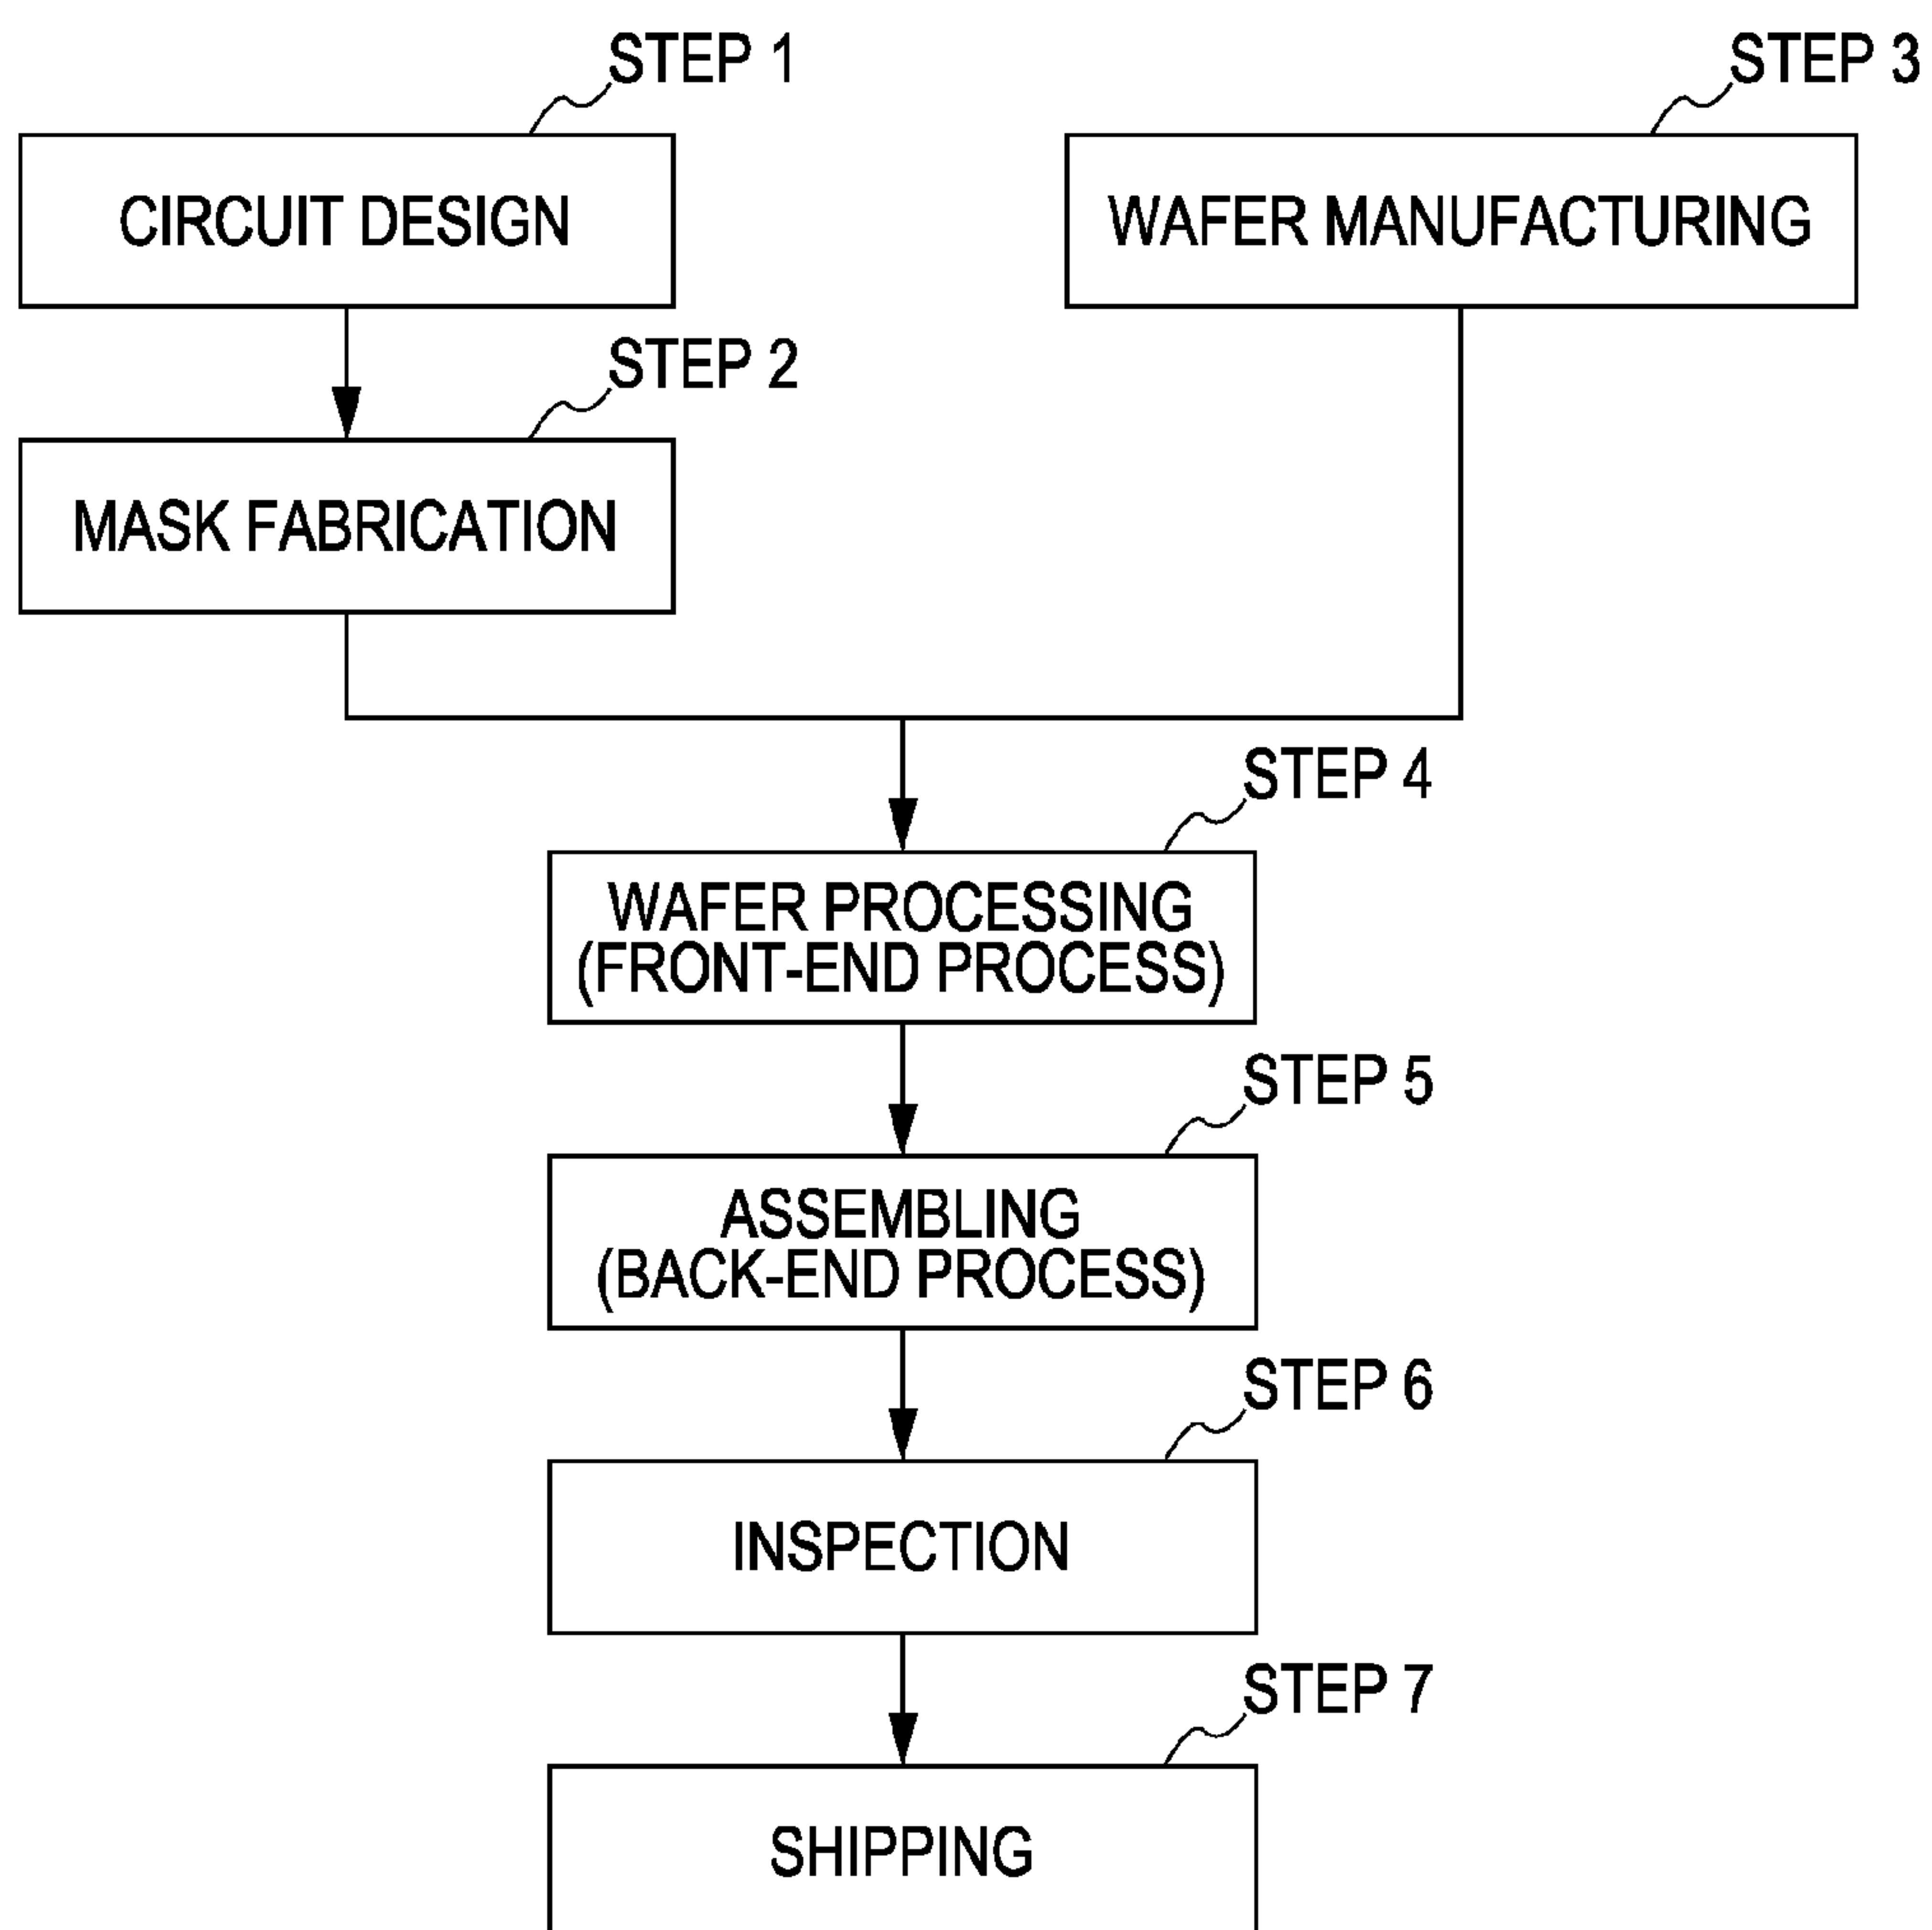 STEP 1
CIRCUIT DESIGN
STEP 2
MASK FABRICATION
STEP 3
WAFER MANUFACTURING
STEP 4
WAFER PROCESSING
(FRONT-END PROCESS)
STEP 5
ASSEMBLING
(BACK-END PROCESS)
STEP 6
INSPECTION
STEP 7
SHIPPING